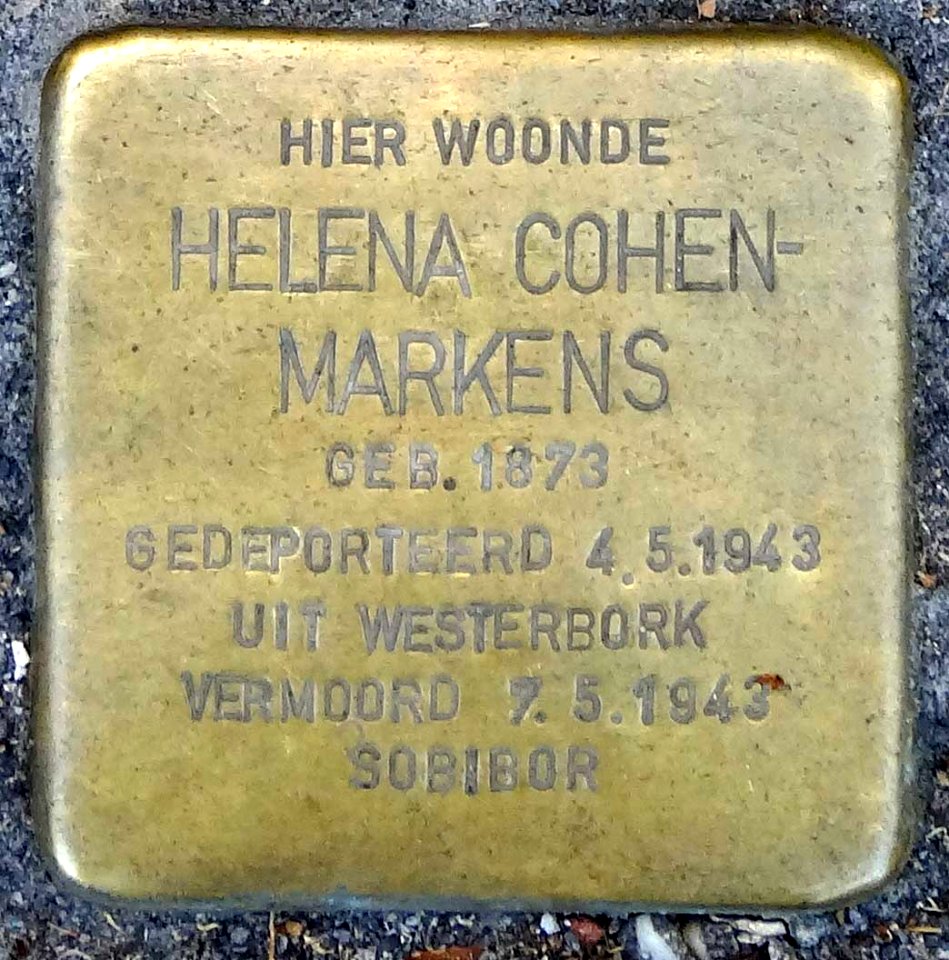 HIER WOONDE
HELENA COHEN-
MARKENS
GEB. 1873
GEDEPORTEERD 4.5.1943
UIT WESTERBORK
VERMOORD 7.5.1943
SOBIBOR